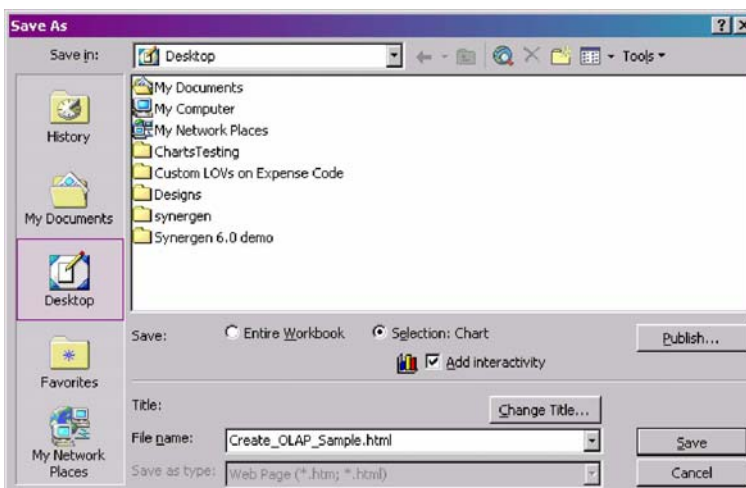 Save As
Save in:
Desktop
Tools
History
My Documents
Desktop
Favorites
My Network Places
My Documents
My Computer
My Network Places
ChartsTesting
Custom LOVs on Expense Code
Designs
synergen
Synergen 6.0 demo
Save:
Entire Workbook
Selection: Chart
Publish...
Add interactivity
Title:
Change Title...
File name:
Create_OLAP_Sample.html
Save
Save as type:
Web Page (*.htm; *.html)
Cancel